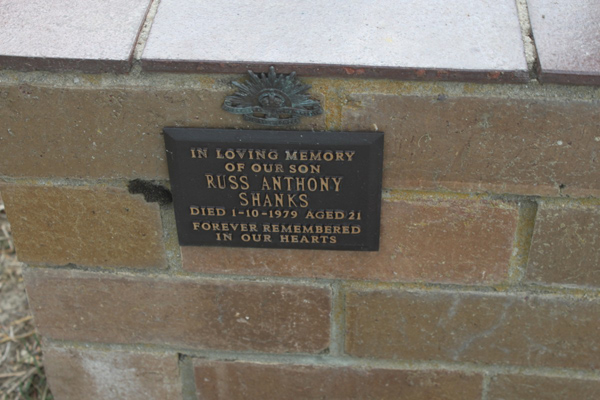 IN LOVING MEMORY
OF OUR SON
RUSS ANTHONY
SHANKS
DIED 1-10-1979 AGED 21
FOREVER REMEMBERED
IN OUR HEARTS